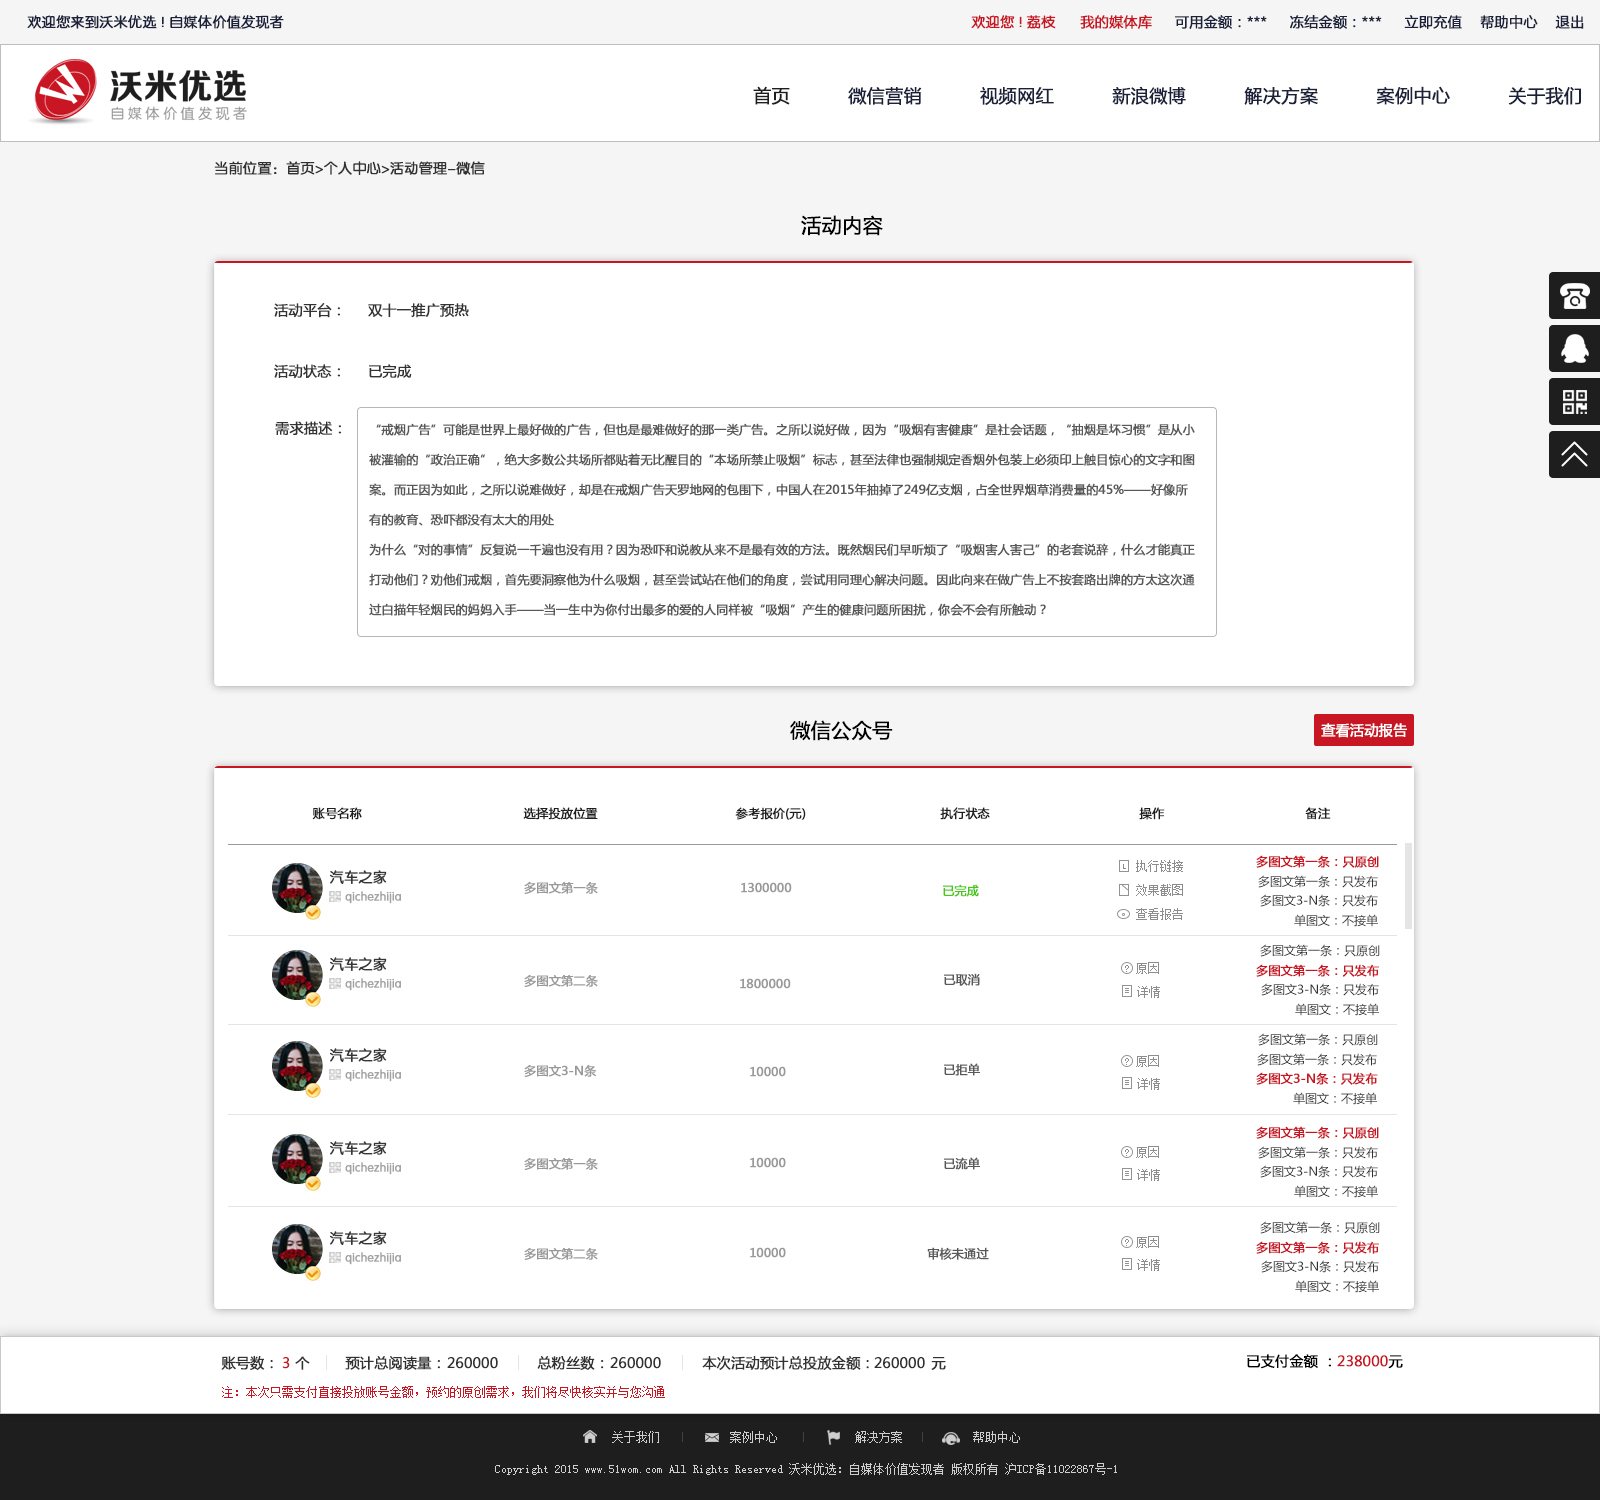 欢迎您来到沃米优选！自媒体价值发现者 欢迎您！荔枝 我的媒体库 可用金额：*** 冻结金额：*** 立即充值 帮助中心 退出
沃米优选
自媒体价值发现者
首页 微信营销 视频网红 新浪微博 解决方案 案例中心 关于我们
当前位置：首页>个人中心>活动管理-微信
活动内容
活动平台： 双十一推广预热
活动状态： 已完成
需求描述：
“戒烟广告”可能是世界上最好做的广告，但也是最难做好的那一类广告。之所以说好做，因为“吸烟有害健康”是社会话题，“抽烟是坏习惯”是从小
被灌输的“政治正确”，绝大多数公共场所都贴着无比醒目的“本场所禁止吸烟”标志，甚至法律也强制规定香烟外包装上必须印上触目惊心的文字和图
案。而正因为如此，之所以说难做好，却是在戒烟广告天罗地网的包围下，中国人在2015年抽掉了249亿支烟，占全世界烟草消费量的45%——好像所
有的教育、恐吓都没有太大的用处
为什么“对的事情”反复说一千遍也没有用？因为恐吓和说教从来不是最有效的方法。既然烟民们早听烦了“吸烟害人害己”的老套说辞，什么才能真正
打动他们？劝他们戒烟，首先要洞察他为什么吸烟，甚至尝试站在他们的角度，尝试用同理心解决问题。因此向来在做广告上不按套路出牌的方太这次通
过白描年轻烟民的妈妈入手——当一生中为你付出最多的爱的人同样被“吸烟”产生的健康问题所困扰，你会不会有所触动？
微信公众号
查看活动报告
账号名称 选择投放位置 参考报价(元) 执行状态 操作 备注
汽车之家
qichezhijia
多图文第一条
1300000
已完成
执行链接
效果截图
查看报告
多图文第一条：只原创
多图文第一条：只发布
多图文3-N条：只发布
单图文：不接单
汽车之家
qichezhijia
多图文第二条
1800000
已取消
原因
详情
多图文第一条：只原创
多图文第一条：只发布
多图文3-N条：只发布
单图文：不接单
汽车之家
qichezhijia
多图文3-N条
10000
已拒单
原因
详情
多图文第一条：只原创
多图文第一条：只发布
多图文3-N条：只发布
单图文：不接单
汽车之家
qichezhijia
多图文第一条
10000
已流单
原因
详情
多图文第一条：只原创
多图文第一条：只发布
多图文3-N条：只发布
单图文：不接单
汽车之家
qichezhijia
多图文第二条
10000
审核未通过
原因
详情
多图文第一条：只原创
多图文第一条：只发布
多图文3-N条：只发布
单图文：不接单
账号数：3 个 预计总阅读量：260000 总粉丝数：260000 本次活动预计总投放金额：260000 元 已支付金额 ：238000元
注：本次只需支付直接投放账号金额，预约的原创需求，我们将尽快核实并与您沟通
关于我们 案例中心 解决方案 帮助中心
Copyright 2015 www.51wom.com All Rights Reserved 沃米优选：自媒体价值发现者 版权所有 沪ICP备11022867号-1